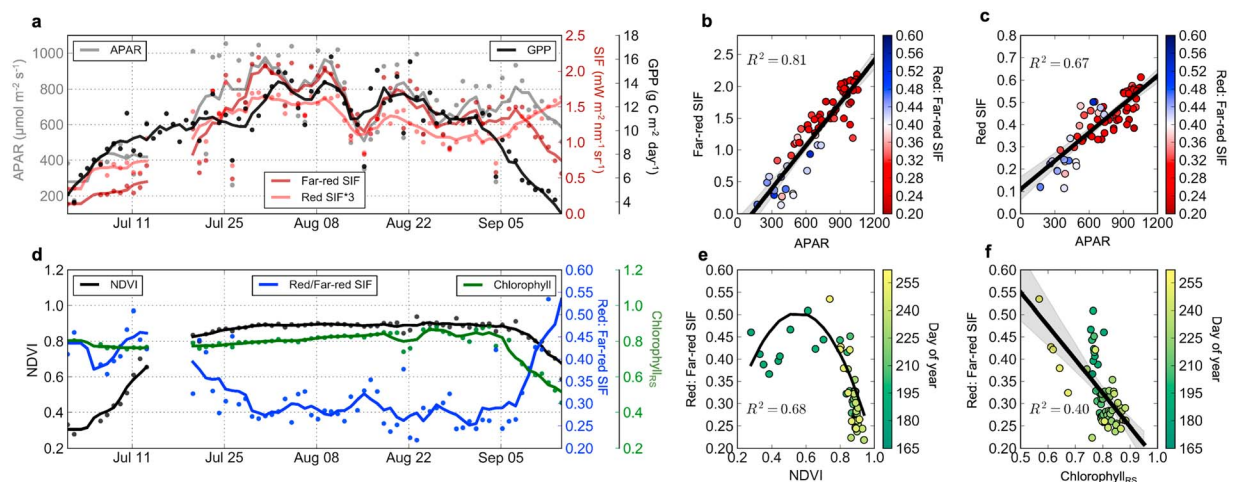 a
APAR
GPP
Far-red SIF
Red SIF*3
APAR (μmol m⁻² s⁻¹)
1000
800
600
400
200
2.5
2.0
1.5
1.0
0.5
0.0
SIF (mW m⁻² nm⁻¹ sr⁻¹)
18
16
14
12
10
8
6
4
GPP (g C m⁻² day⁻¹)
Jul 11
Jul 25
Aug 08
Aug 22
Sep 05
b
R² = 0.81
Far-red SIF
2.5
2.0
1.5
1.0
0.5
0.0
0 300 600 900 1200
APAR
0.60
0.56
0.52
0.48
0.44
0.40
0.36
0.32
0.28
0.24
0.20
Red: Far-red SIF
c
R² = 0.67
Red SIF
0.8
0.7
0.6
0.5
0.4
0.3
0.2
0.1
0.0
0 300 600 900 1200
APAR
0.60
0.56
0.52
0.48
0.44
0.40
0.36
0.32
0.28
0.24
0.20
Red: Far-red SIF
d
NDVI
Red/Far-red SIF
Chlorophyll
NDVI
1.2
1.0
0.8
0.6
0.4
0.2
0.60
0.55
0.50
0.45
0.40
0.35
0.30
0.25
0.20
Red: Far-red SIF
1.2
1.0
0.8
0.6
0.4
0.2
Chlorophyll_RS
Jul 11
Jul 25
Aug 08
Aug 22
Sep 05
e
R² = 0.68
Red: Far-red SIF
0.60
0.55
0.50
0.45
0.40
0.35
0.30
0.25
0.20
0.2 0.4 0.6 0.8 1.0
NDVI
255
240
225
210
195
180
165
Day of year
f
R² = 0.40
Red: Far-red SIF
0.60
0.55
0.50
0.45
0.40
0.35
0.30
0.25
0.20
0.5 0.6 0.7 0.8 0.9 1.0
Chlorophyll_RS
255
240
225
210
195
180
165
Day of year